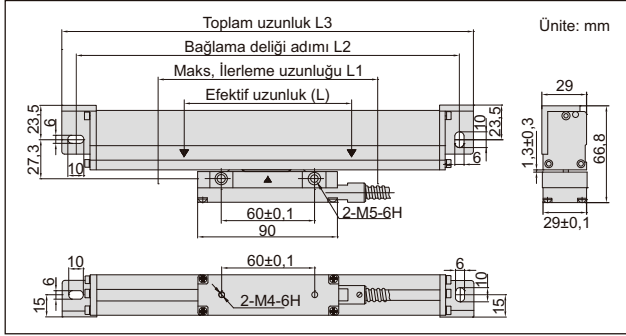 Toplam uzunluk L3
Ünite: mm
Bağlama deliği adımı L2
Maks, İlerleme uzunluğu L1
Efektif uzunluk (L)
23,5
6
27,3
10
10
23,5
6
60±0,1
2-M5-6H
90
29
1,3±0,3
66,8
29±0,1
10
6
15
60±0,1
2-M4-6H
6
10
15